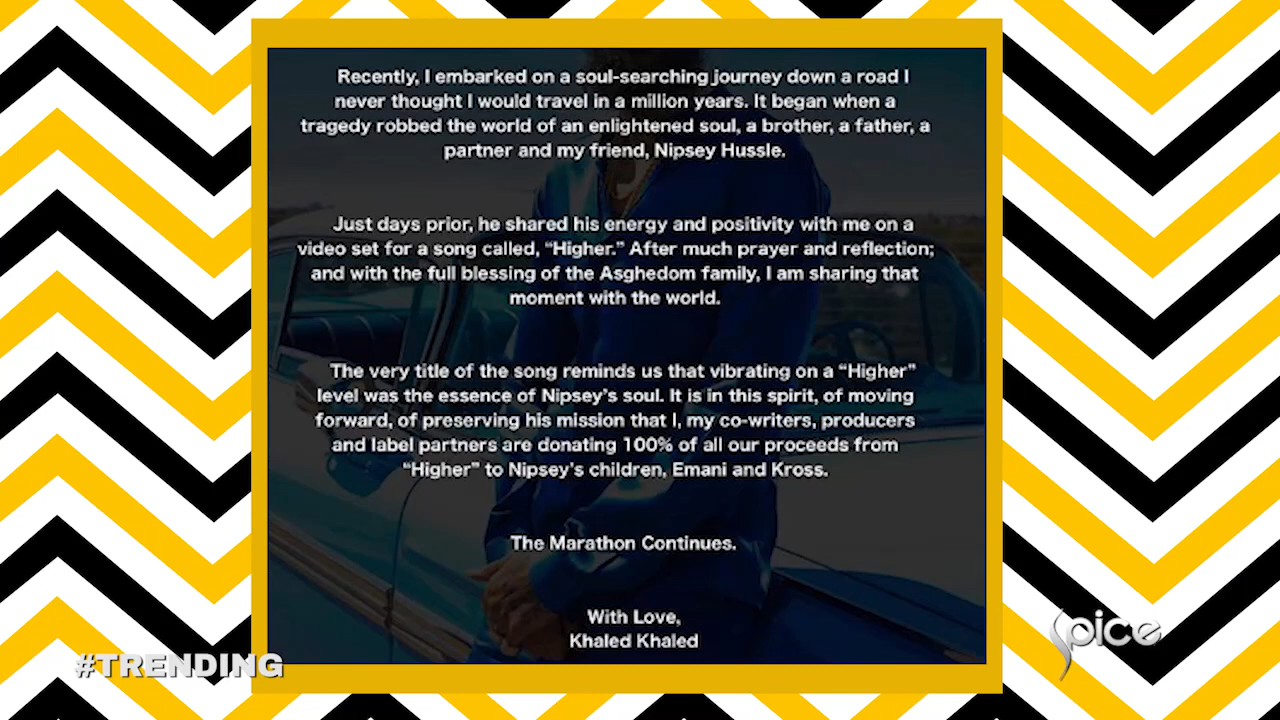 Recently, I embarked on a soul-searching journey down a road I
never thought I would travel in a million years. It began when a
tragedy robbed the world of an enlightened soul, a brother, a father, a
partner and my friend, Nipsey Hussle.
Just days prior, he shared his energy and positivity with me on a
video set for a song called, “Higher.” After much prayer and reflection;
and with the full blessing of the Asghedom family, I am sharing that
moment with the world.
The very title of the song reminds us that vibrating on a “Higher”
level was the essence of Nipsey’s soul. It is in this spirit, of moving
forward, of preserving his mission that I, my co-writers, producers
and label partners are donating 100% of all our proceeds from
“Higher” to Nipsey’s children, Emani and Kross.
The Marathon Continues.
With Love,
Khaled Khaled
#TRENDING
Spice